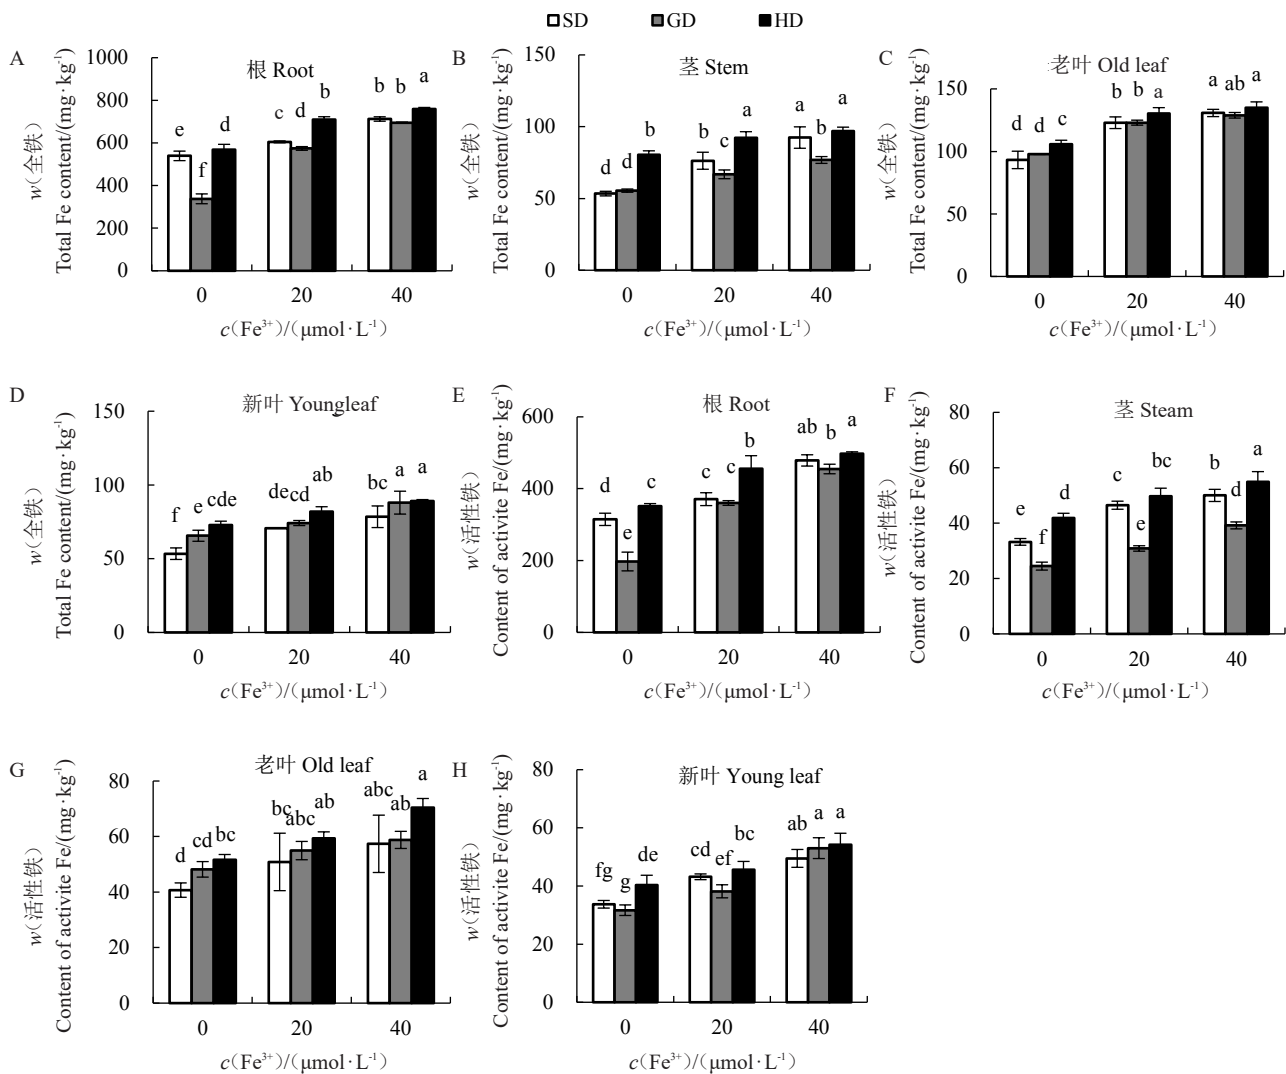 SD GD HD
A
根 Root
w(全铁)
Total Fe content/(mg·kg⁻¹)
1000
800
600
400
200
0
e f d c d b b b a
0 20 40
c(Fe³⁺)/(μmol·L⁻¹)
B
茎 Stem
w(全铁)
Total Fe content/(mg·kg⁻¹)
150
100
50
0
d d b b c a a b a
0 20 40
c(Fe³⁺)/(μmol·L⁻¹)
C
老叶 Old leaf
w(全铁)
Total Fe content/(mg·kg⁻¹)
150
100
50
0
d d c b b a a ab a
0 20 40
c(Fe³⁺)/(μmol·L⁻¹)
D
新叶 Youngleaf
w(全铁)
Total Fe content/(mg·kg⁻¹)
150
100
50
0
f e cde de cd ab bc a a
0 20 40
c(Fe³⁺)/(μmol·L⁻¹)
E
根 Root
w(活性铁)
Content of activite Fe/(mg·kg⁻¹)
600
400
200
0
d e c c c b ab b a
0 20 40
c(Fe³⁺)/(μmol·L⁻¹)
F
茎 Steam
w(活性铁)
Content of activite Fe/(mg·kg⁻¹)
80
60
40
20
0
e f d c e bc b d a
0 20 40
c(Fe³⁺)/(μmol·L⁻¹)
G
老叶 Old leaf
w(活性铁)
Content of activite Fe/(mg·kg⁻¹)
80
60
40
20
0
d cd bc bc abc ab abc ab a
0 20 40
c(Fe³⁺)/(μmol·L⁻¹)
H
新叶 Young leaf
w(活性铁)
Content of activite Fe/(mg·kg⁻¹)
80
60
40
20
0
fg g de cd ef bc ab a a
0 20 40
c(Fe³⁺)/(μmol·L⁻¹)